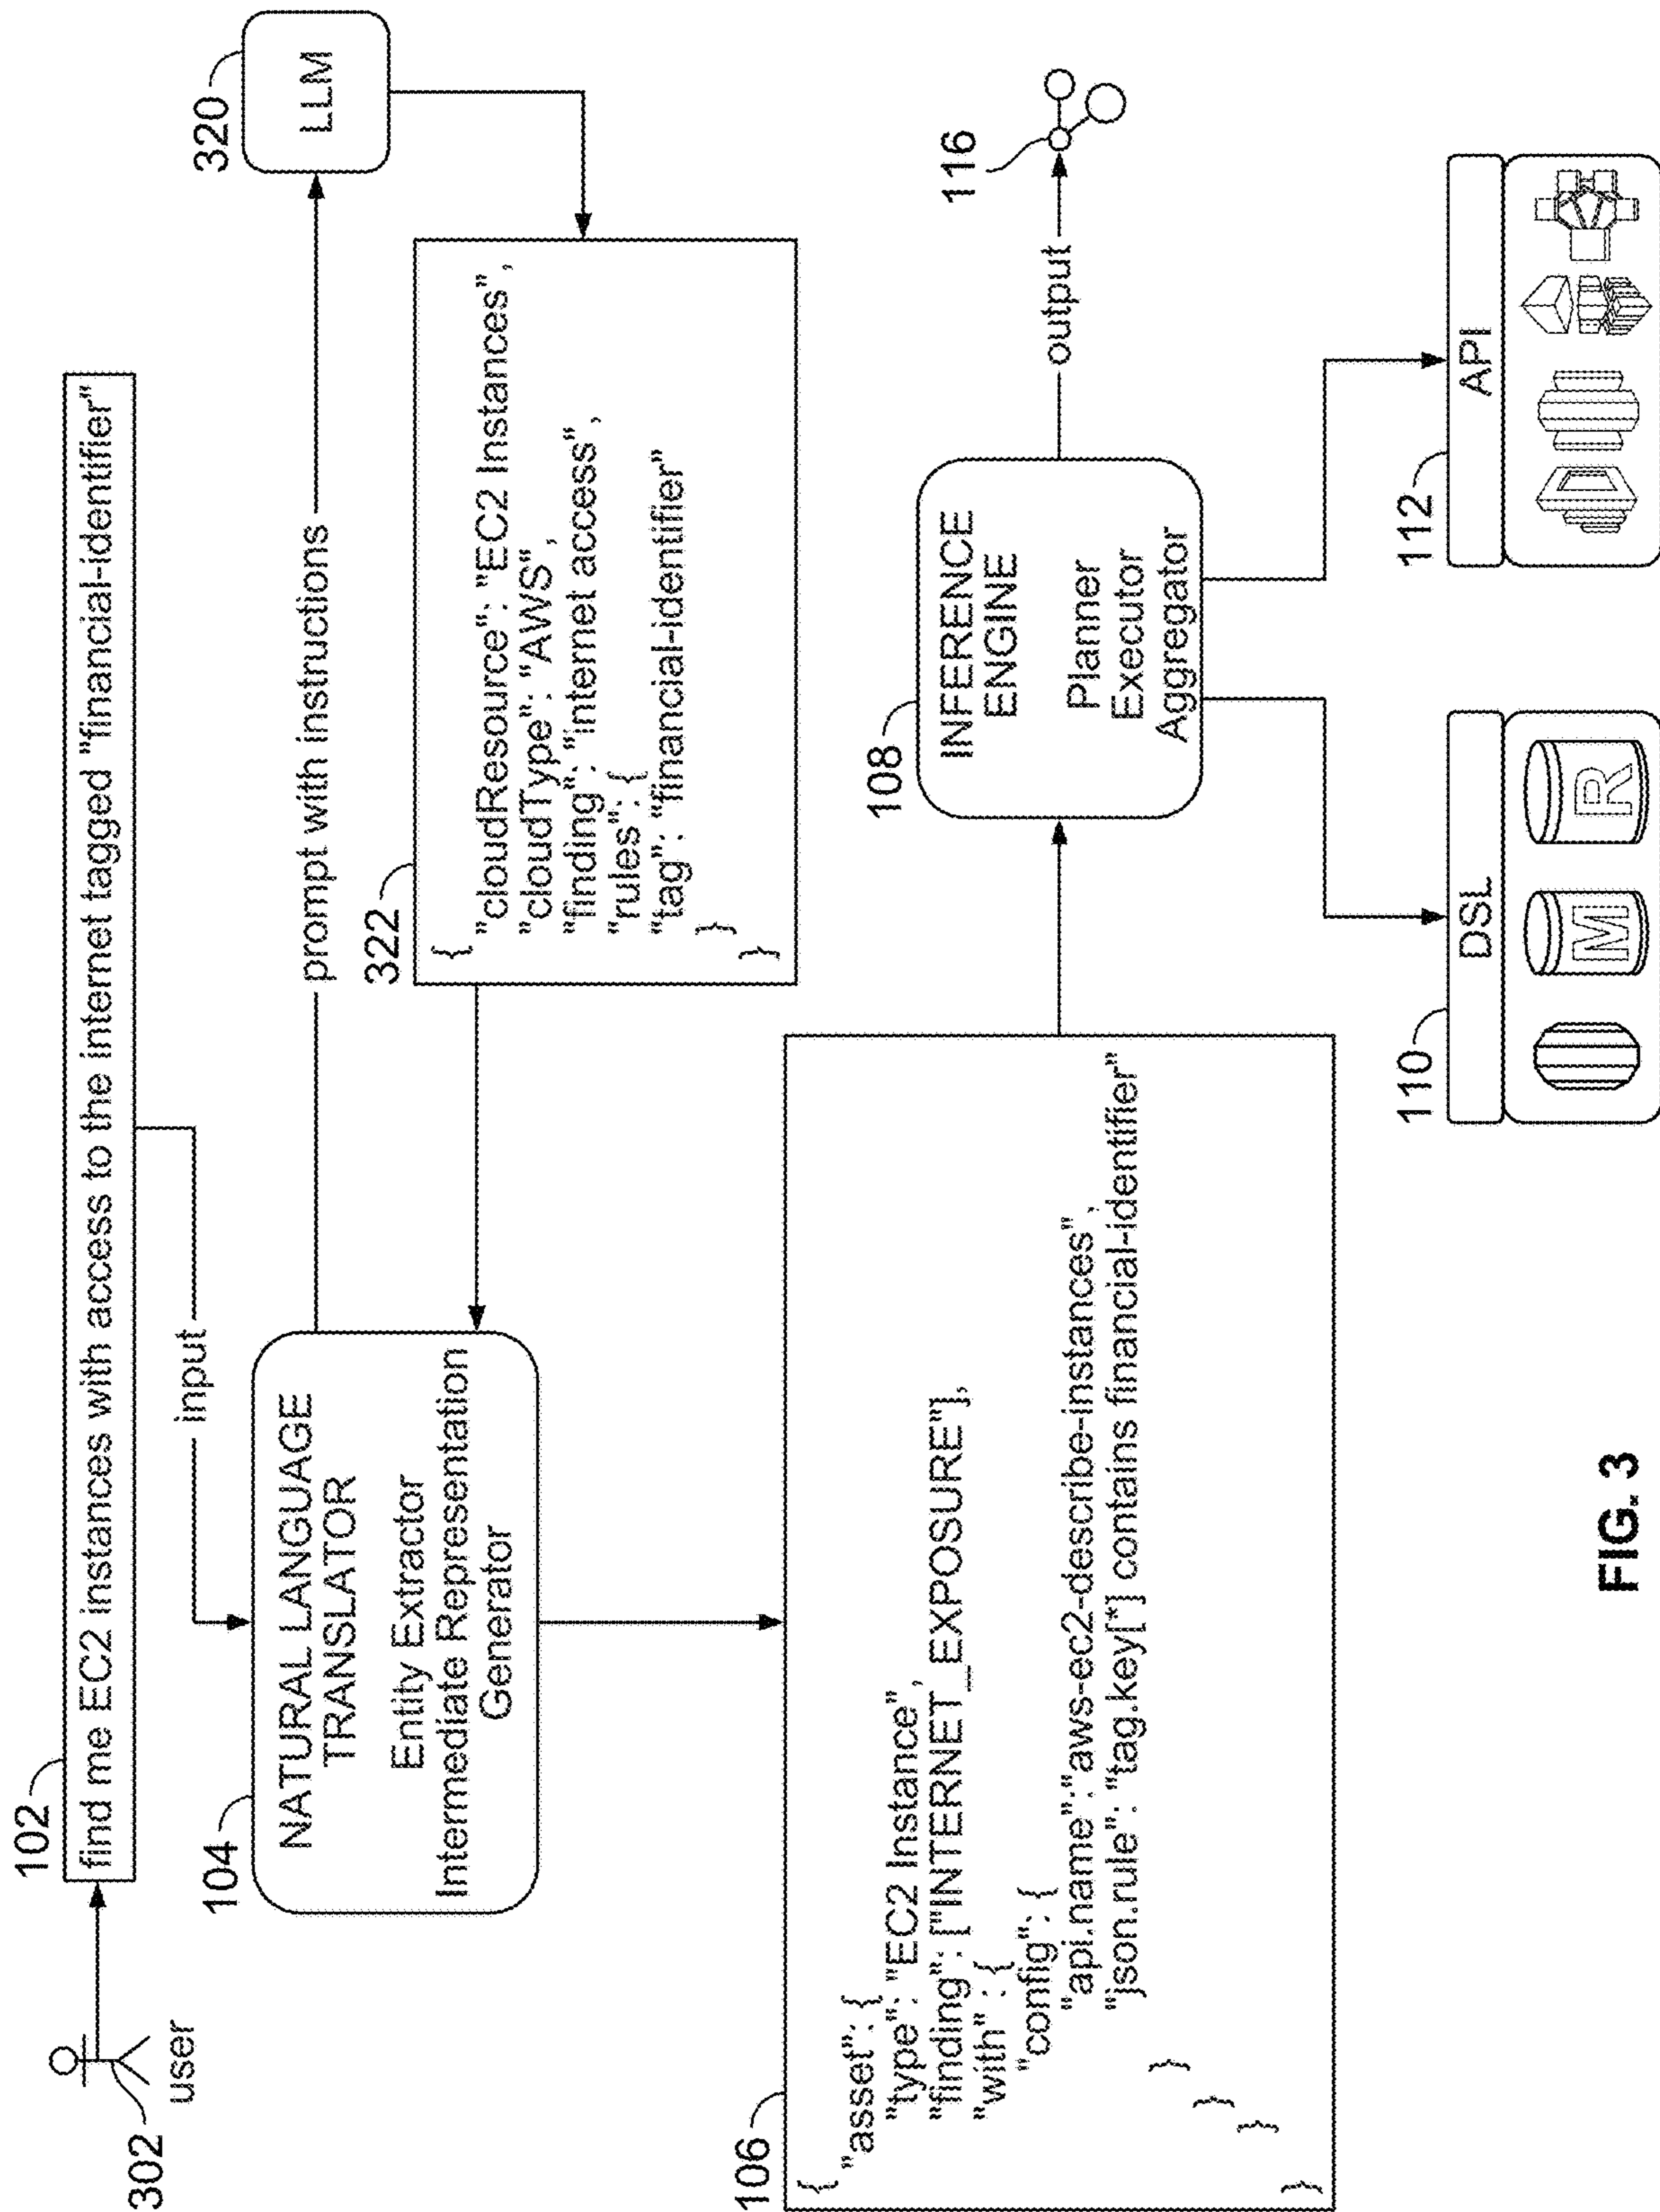 302
user
102
find me EC2 instances with access to the internet tagged "financial-identifier"
input
104
NATURAL LANGUAGE
TRANSLATOR
Entity Extractor
Intermediate Representation
Generator
prompt with instructions
320
LLM
322
{
"cloudResource": "EC2 Instances",
"cloudType": "AWS",
"finding": "internet access",
"rules": {
"tag": "financial-identifier"
}
}
106
{
"asset": {
"type": "EC2 Instance",
"finding": ["INTERNET_EXPOSURE"],
"with" : {
"config": {
"api.name":"aws-ec2-describe-instances",
"json.rule": "tag.key[*] contains financial-identifier"
}
}
}
}
108
INFERENCE
ENGINE
Planner
Executor
Aggregator
output
116
110
DSL
M
R
112
API
FIG. 3